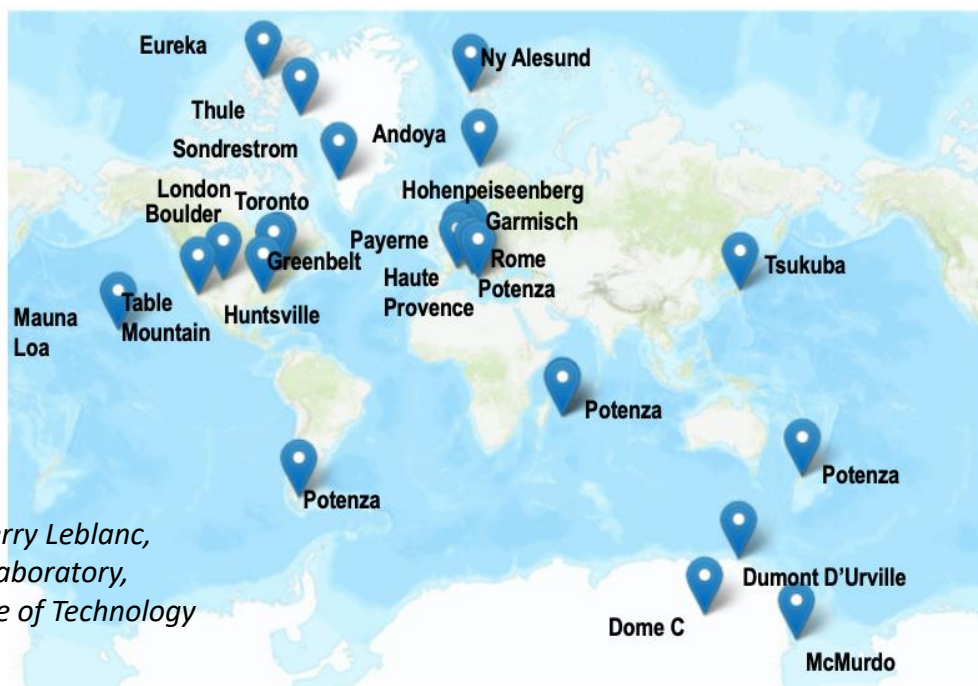 Eureka
Ny Alesund
Thule
Andoya
Sondrestrom
London
Toronto
Hohenpeiseenberg
Boulder
Garmisch
Payerne
Greenbelt
Rome
Tsukuba
Haute
Provence
Potenza
Mauna
Loa
Table
Mountain
Huntsville
Potenza
Potenza
Potenza
erry Leblanc,
aboratory,
e of Technology
Dumont D'Urville
Dome C
McMurdo